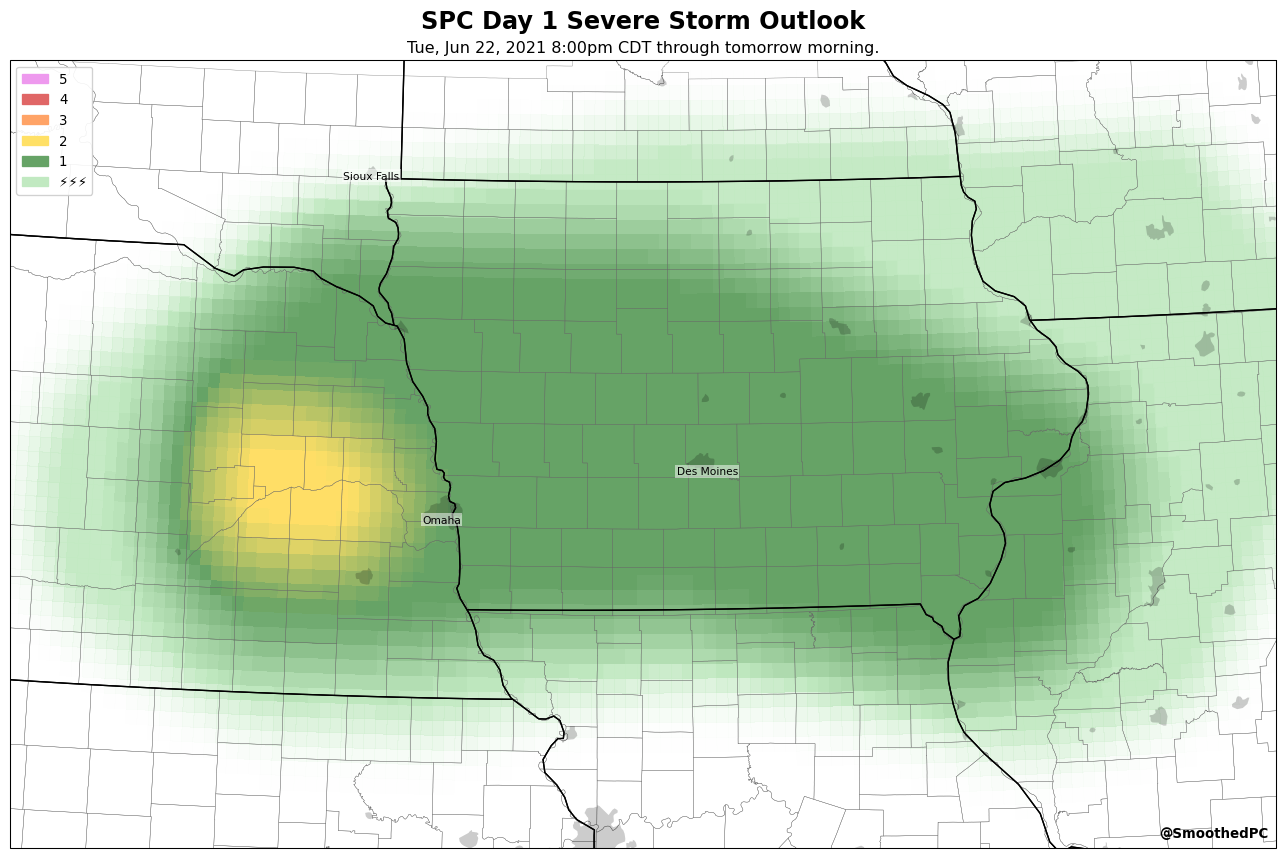 SPC Day 1 Severe Storm Outlook
Tue, Jun 22, 2021 8:00pm CDT through tomorrow morning.
5
4
3
2
1
⚡⚡⚡
Sioux Falls
Des Moines
Omaha
@SmoothedPC